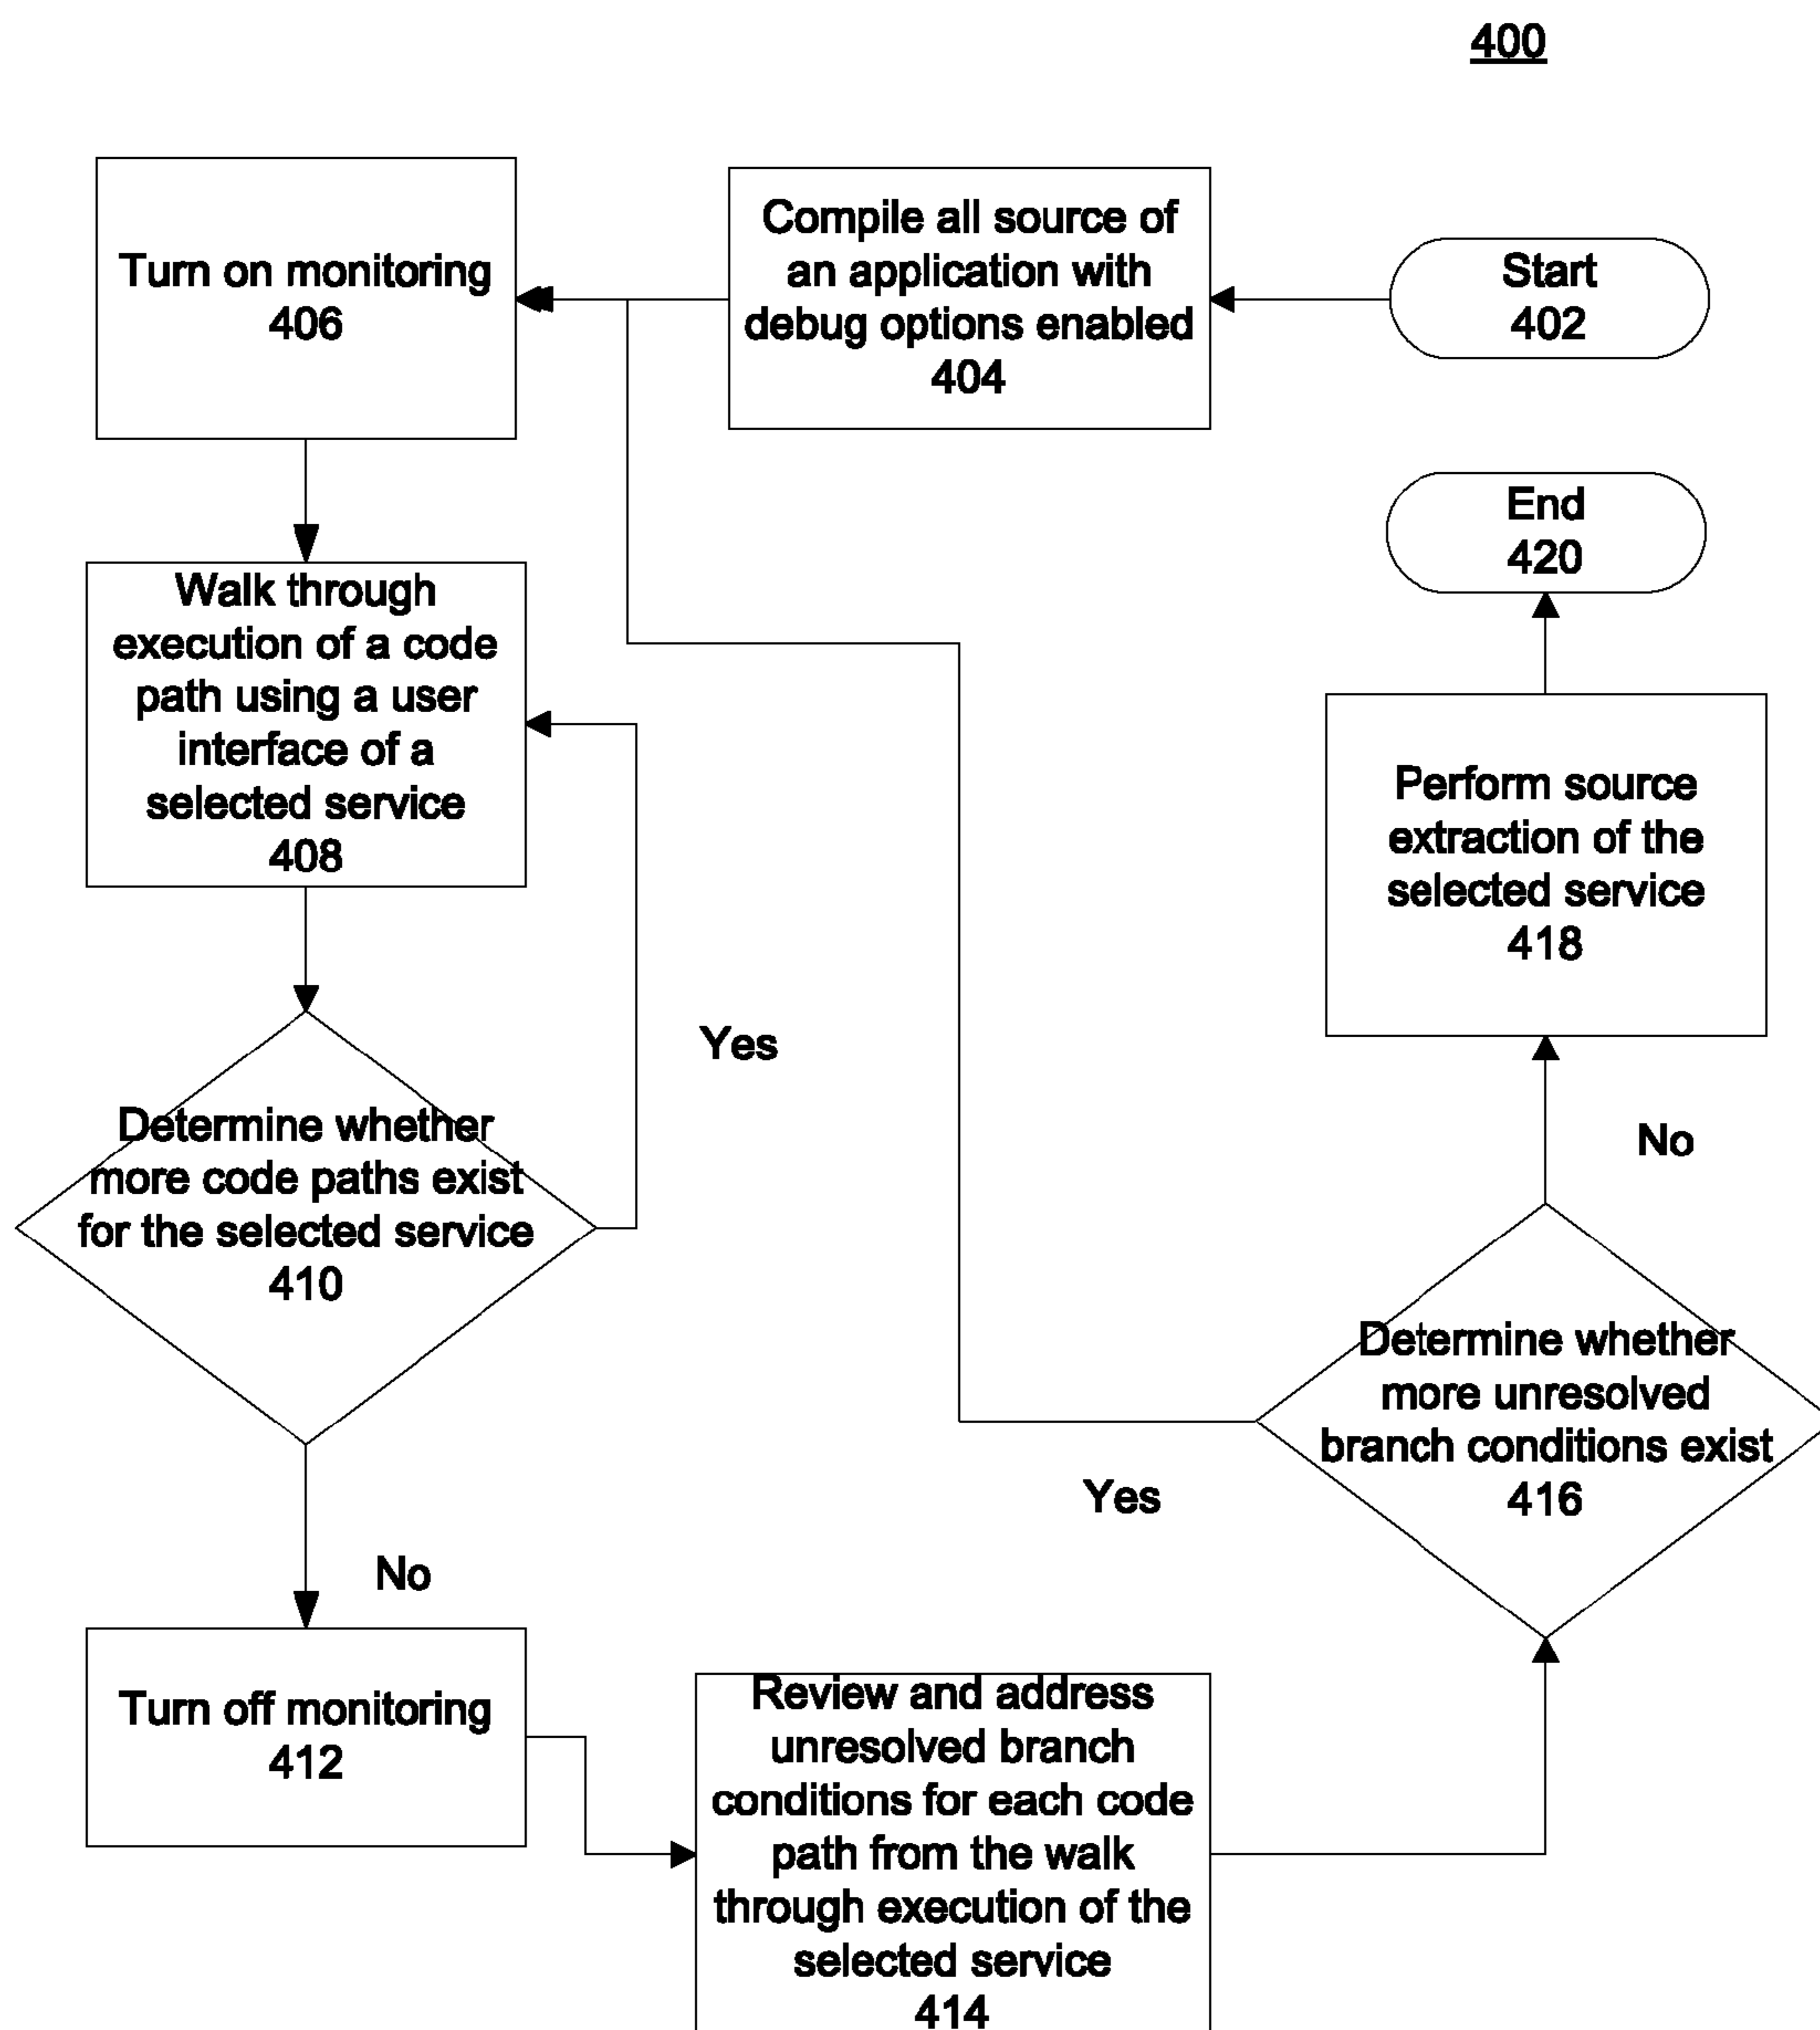 400
Start
402
Compile all source of
an application with
debug options enabled
404
Turn on monitoring
406
Walk through
execution of a code
path using a user
interface of a
selected service
408
Determine whether
more code paths exist
for the selected service
410
Yes
No
Turn off monitoring
412
Review and address
unresolved branch
conditions for each code
path from the walk
through execution of the
selected service
414
Determine whether
more unresolved
branch conditions exist
416
Yes
No
Perform source
extraction of the
selected service
418
End
420